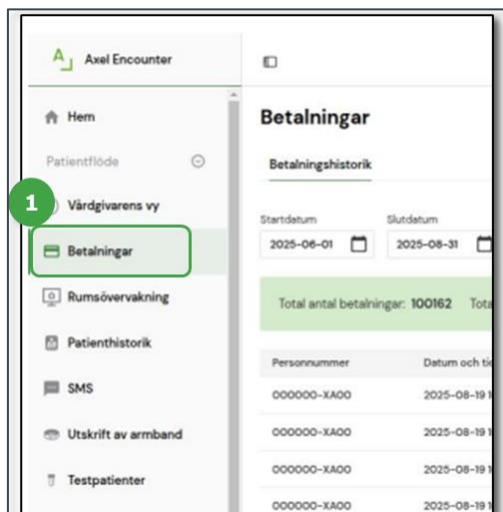 Axel Encounter
Hem
Patientflöde
1
Vårdgivarens vy
Betalningar
Rumsövervakning
Patienthistorik
SMS
Utskrift av armband
Testpatienter
Betalningar
Betalningshistorik
Startdatum Slutdatum
2025-06-01 2025-08-31
Total antal betalningar: 100162
Personnummer Datum och
000000-XA00 2025-08-19
000000-XA00 2025-08-19
000000-XA00 2025-08-19
000000-XA00 2025-08-19